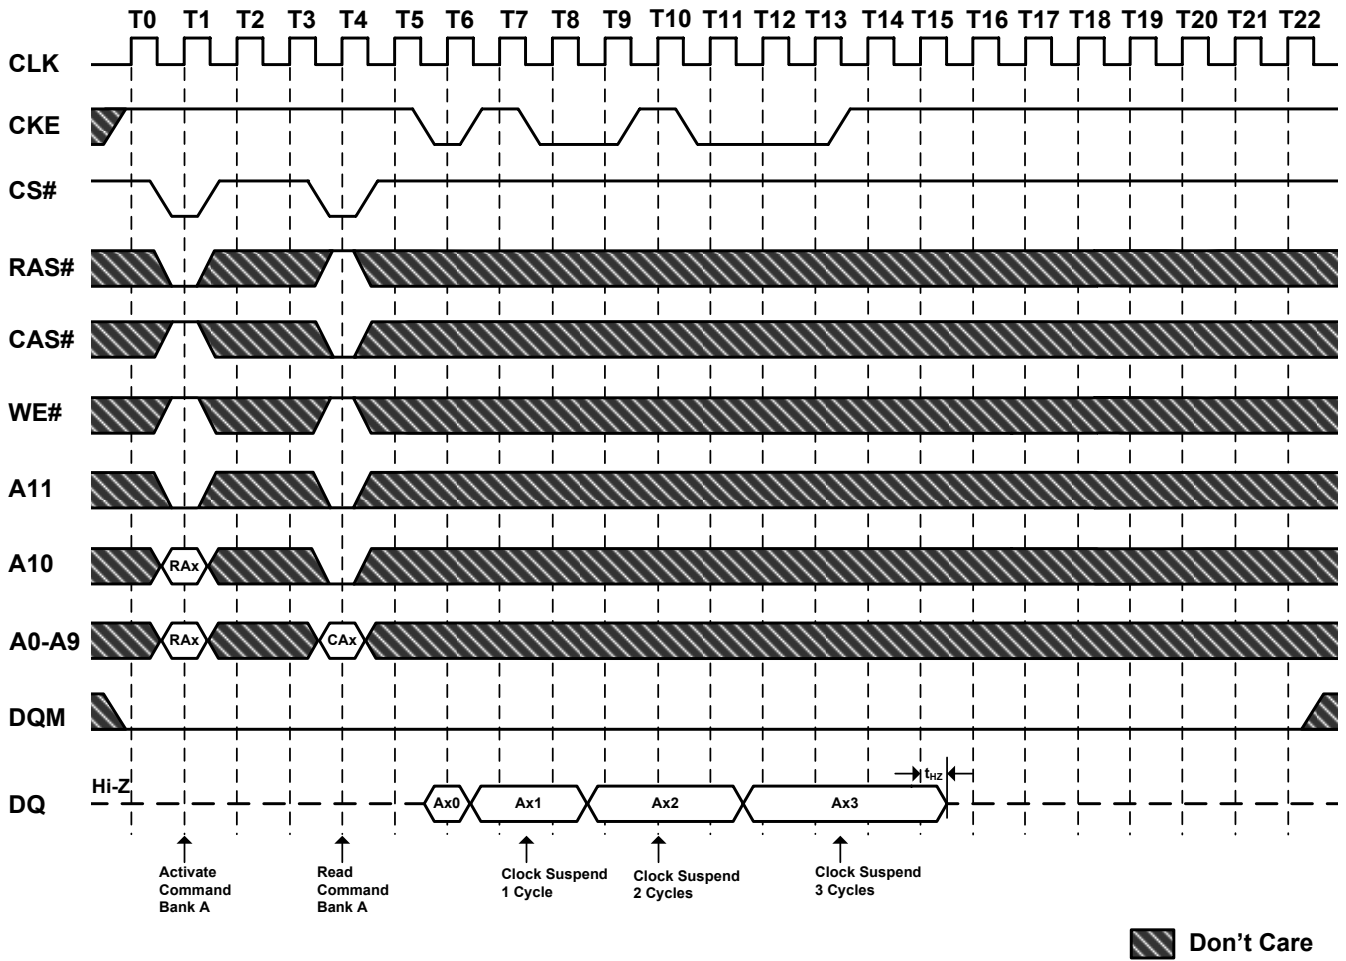 T0 T1 T2 T3 T4 T5 T6 T7 T8 T9 T10 T11 T12 T13 T14 T15 T16 T17 T18 T19 T20 T21 T22
CLK
CKE
CS#
RAS#
CAS#
WE#
A11
A10
RAx
A0-A9
RAx
CAx
DQM
Hi-Z
tHZ
DQ
Ax0
Ax1
Ax2
Ax3
Activate
Command
Bank A
Read
Command
Bank A
Clock Suspend
1 Cycle
Clock Suspend
2 Cycles
Clock Suspend
3 Cycles
Don't Care